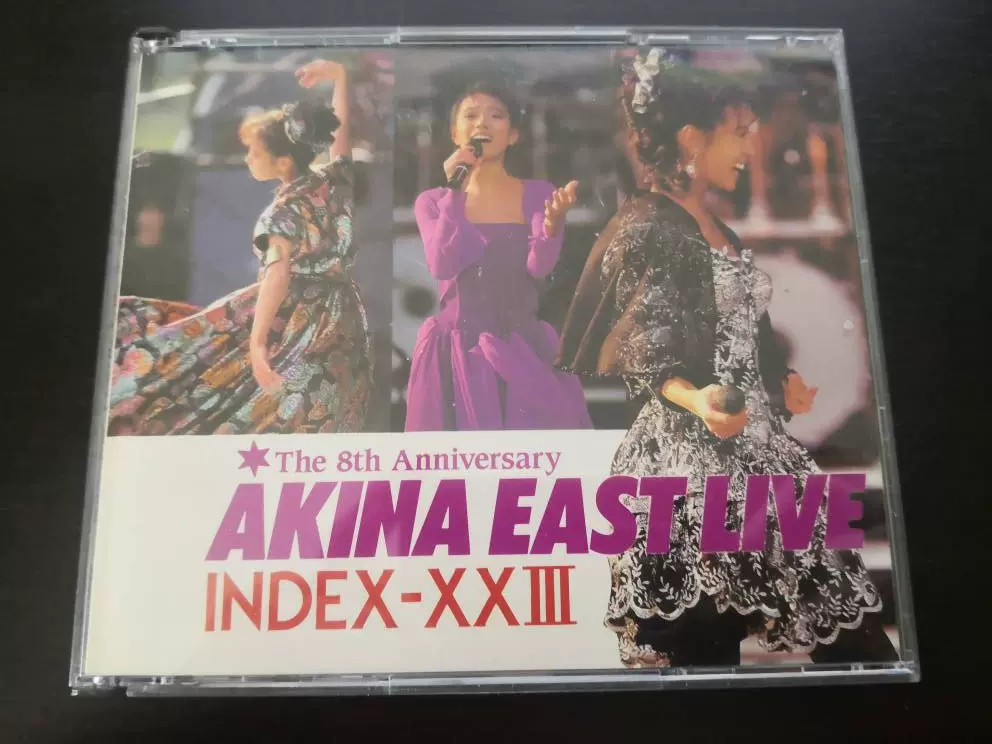 The 8th Anniversary
AKINA EAST LIVE
INDEX-XXIII